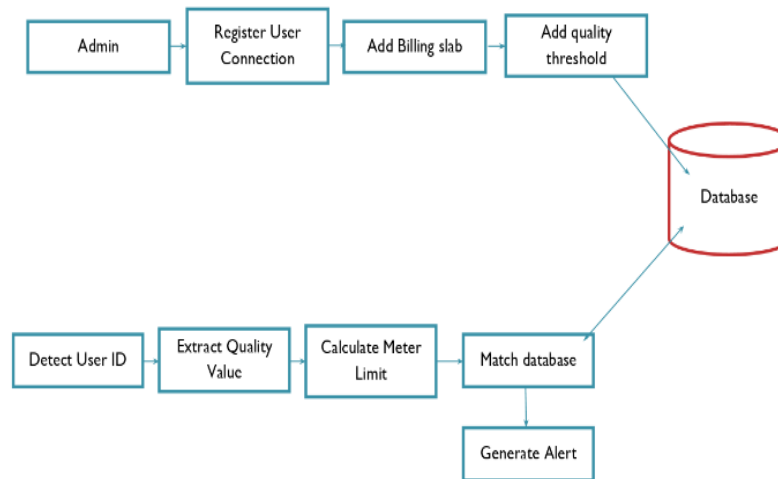 Admin
Register User
Connection
Add Billing slab
Add quality
threshold
Database
Detect User ID
Extract Quality
Value
Calculate Meter
Limit
Match database
Generate Alert